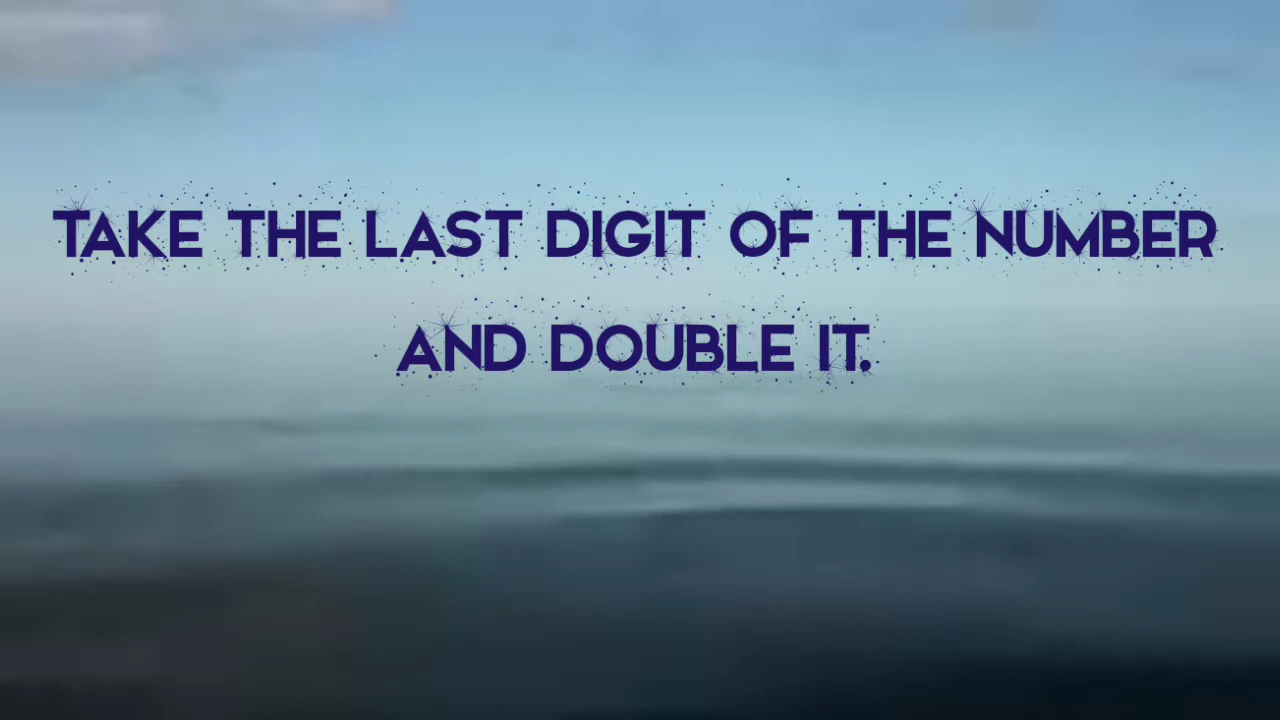 TAKE THE LAST DIGIT OF THE NUMBER
AND DOUBLE IT.